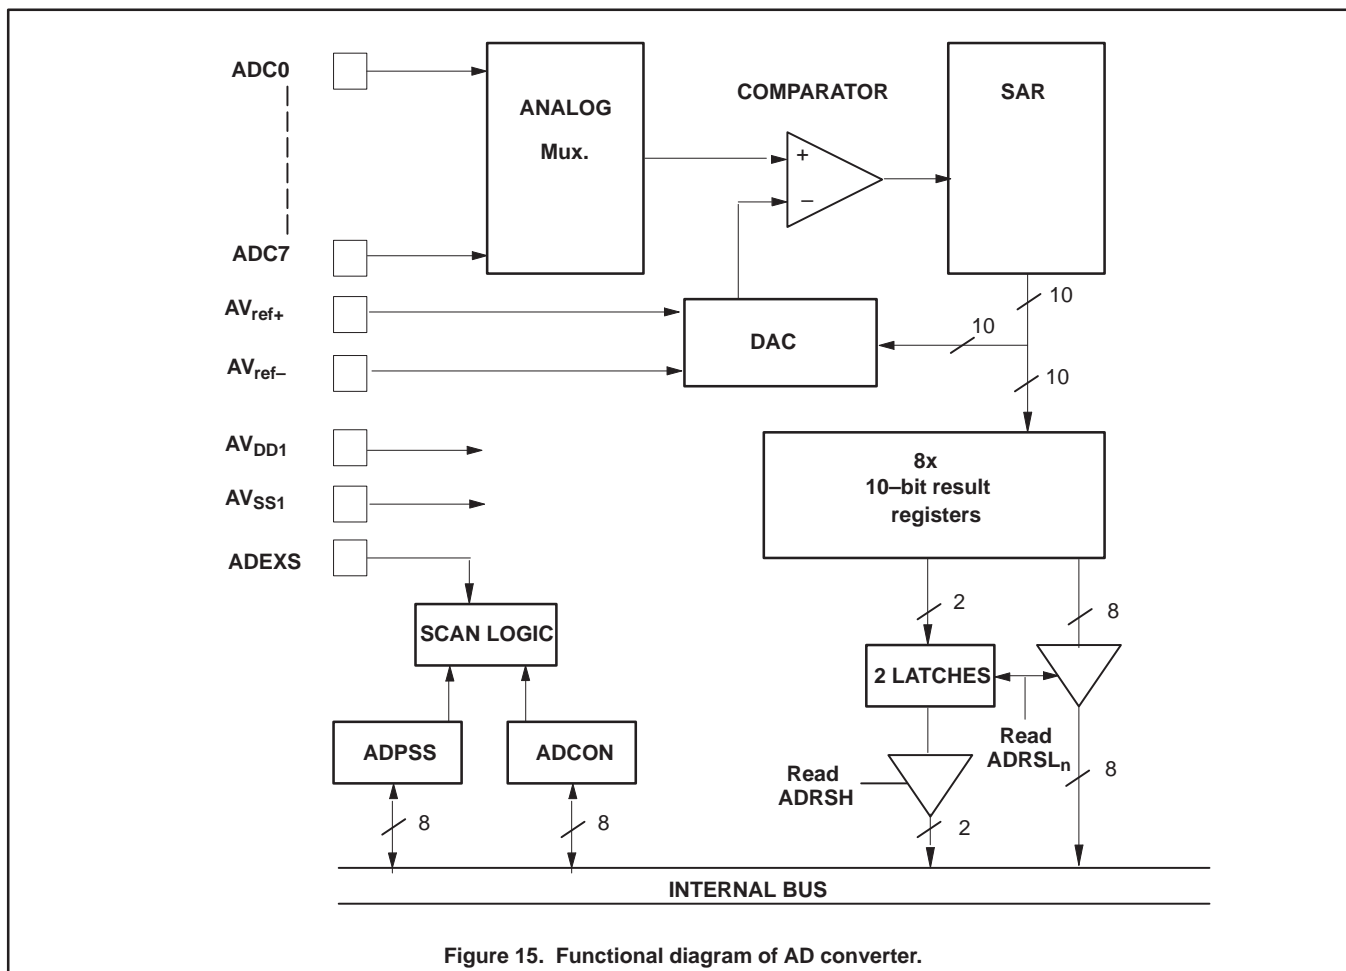 ADC0
ADC7
AVref+
AVref–
AVDD1
AVSS1
ADEXS
ANALOG
Mux.
COMPARATOR
+
–
SAR
10
10
10
DAC
8x
10–bit result
registers
SCAN LOGIC
2
8
2 LATCHES
Read
ADRSLn
ADPSS
ADCON
Read
ADRSH
8
8
8
2
INTERNAL BUS
Figure 15. Functional diagram of AD converter.